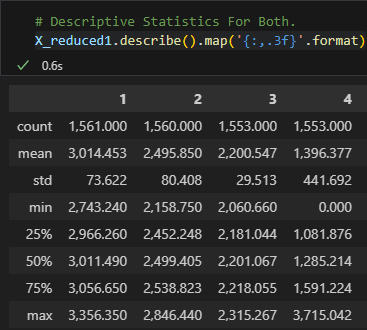 # Descriptive Statistics For Both.
X_reduced1.describe().map('{:,.3f}'.format)
0.6s
1 2 3 4
count 1,561.000 1,560.000 1,553.000 1,553.000
mean 3,014.453 2,495.850 2,200.547 1,396.377
std 73.622 80.408 29.513 441.692
min 2,743.240 2,158.750 2,060.660 0.000
25% 2,966.260 2,452.248 2,181.044 1,081.876
50% 3,011.490 2,499.405 2,201.067 1,285.214
75% 3,056.650 2,538.823 2,218.055 1,591.224
max 3,356.350 2,846.440 2,315.267 3,715.042